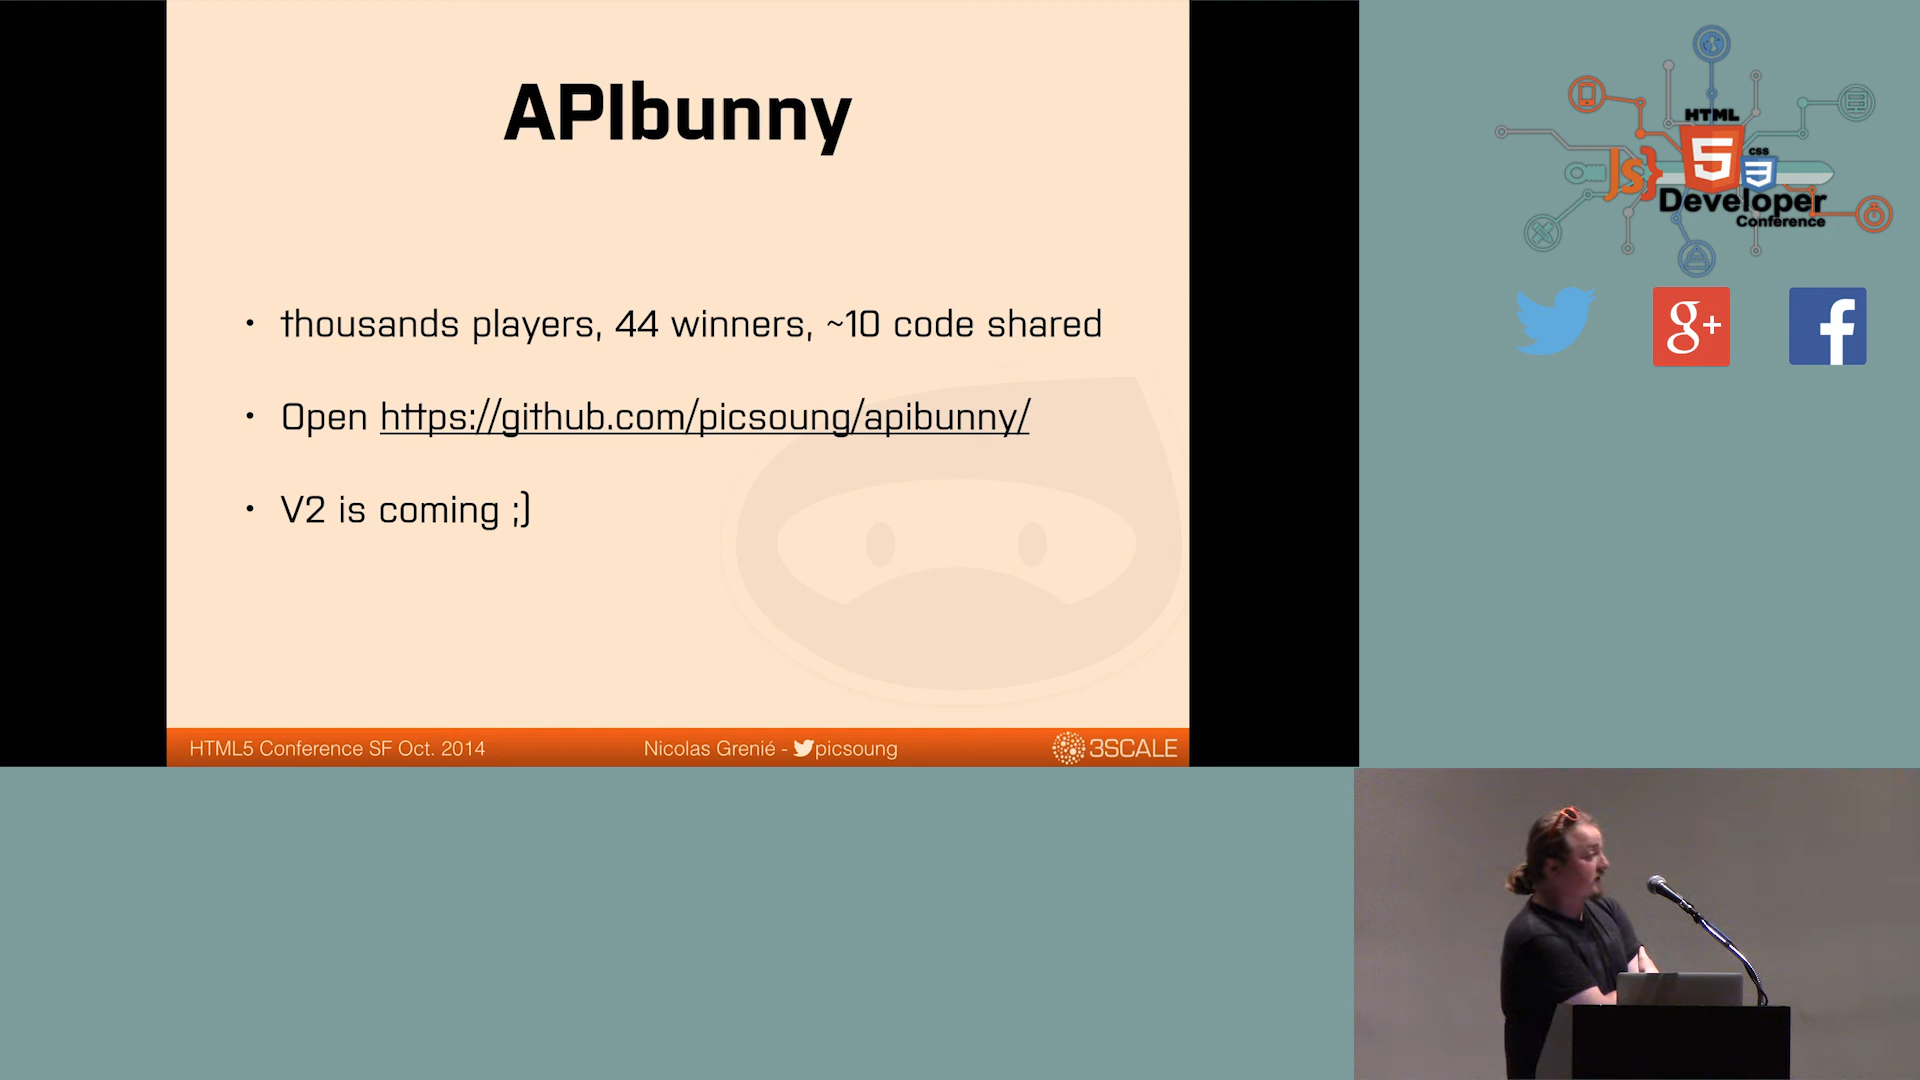 APIbunny
• thousands players, 44 winners, ~10 code shared
• Open https://github.com/picsoung/apibunny/
• V2 is coming ;)
HTML5 Conference SF Oct. 2014
Nicolas Grenié - picsoung
3SCALE
HTML
5
JS}
CSS
3
Developer
Conference
g+
f